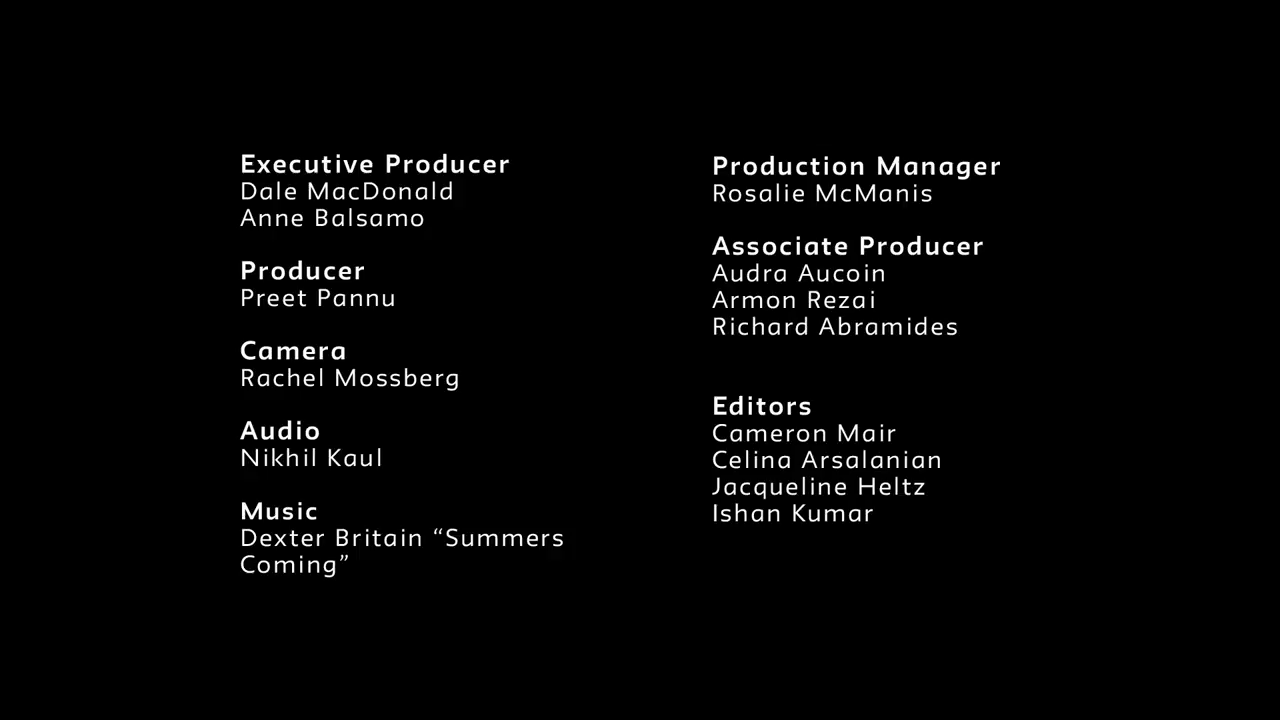 Executive Producer
Dale MacDonald
Anne Balsamo
Producer
Preet Pannu
Camera
Rachel Mossberg
Audio
Nikhil Kaul
Music
Dexter Britain “Summers
Coming”
Production Manager
Rosalie McManis
Associate Producer
Audra Aucoin
Armon Rezai
Richard Abramides
Editors
Cameron Mair
Celina Arsalanian
Jacqueline Heltz
Ishan Kumar